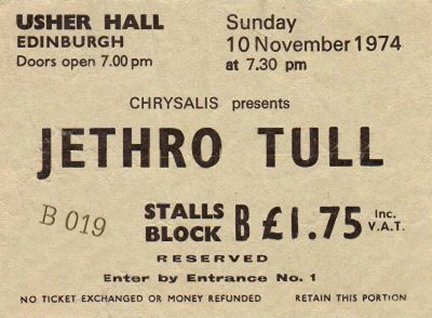 USHER HALL
EDINBURGH
Doors open 7.00 pm
Sunday
10 November 1974
at 7.30 pm
CHRYSALIS presents
JETHRO TULL
B 019
STALLS
BLOCK B £1.75 Inc. V.A.T.
RESERVED
Enter by Entrance No. 1
NO TICKET EXCHANGED OR MONEY REFUNDED
RETAIN THIS PORTION